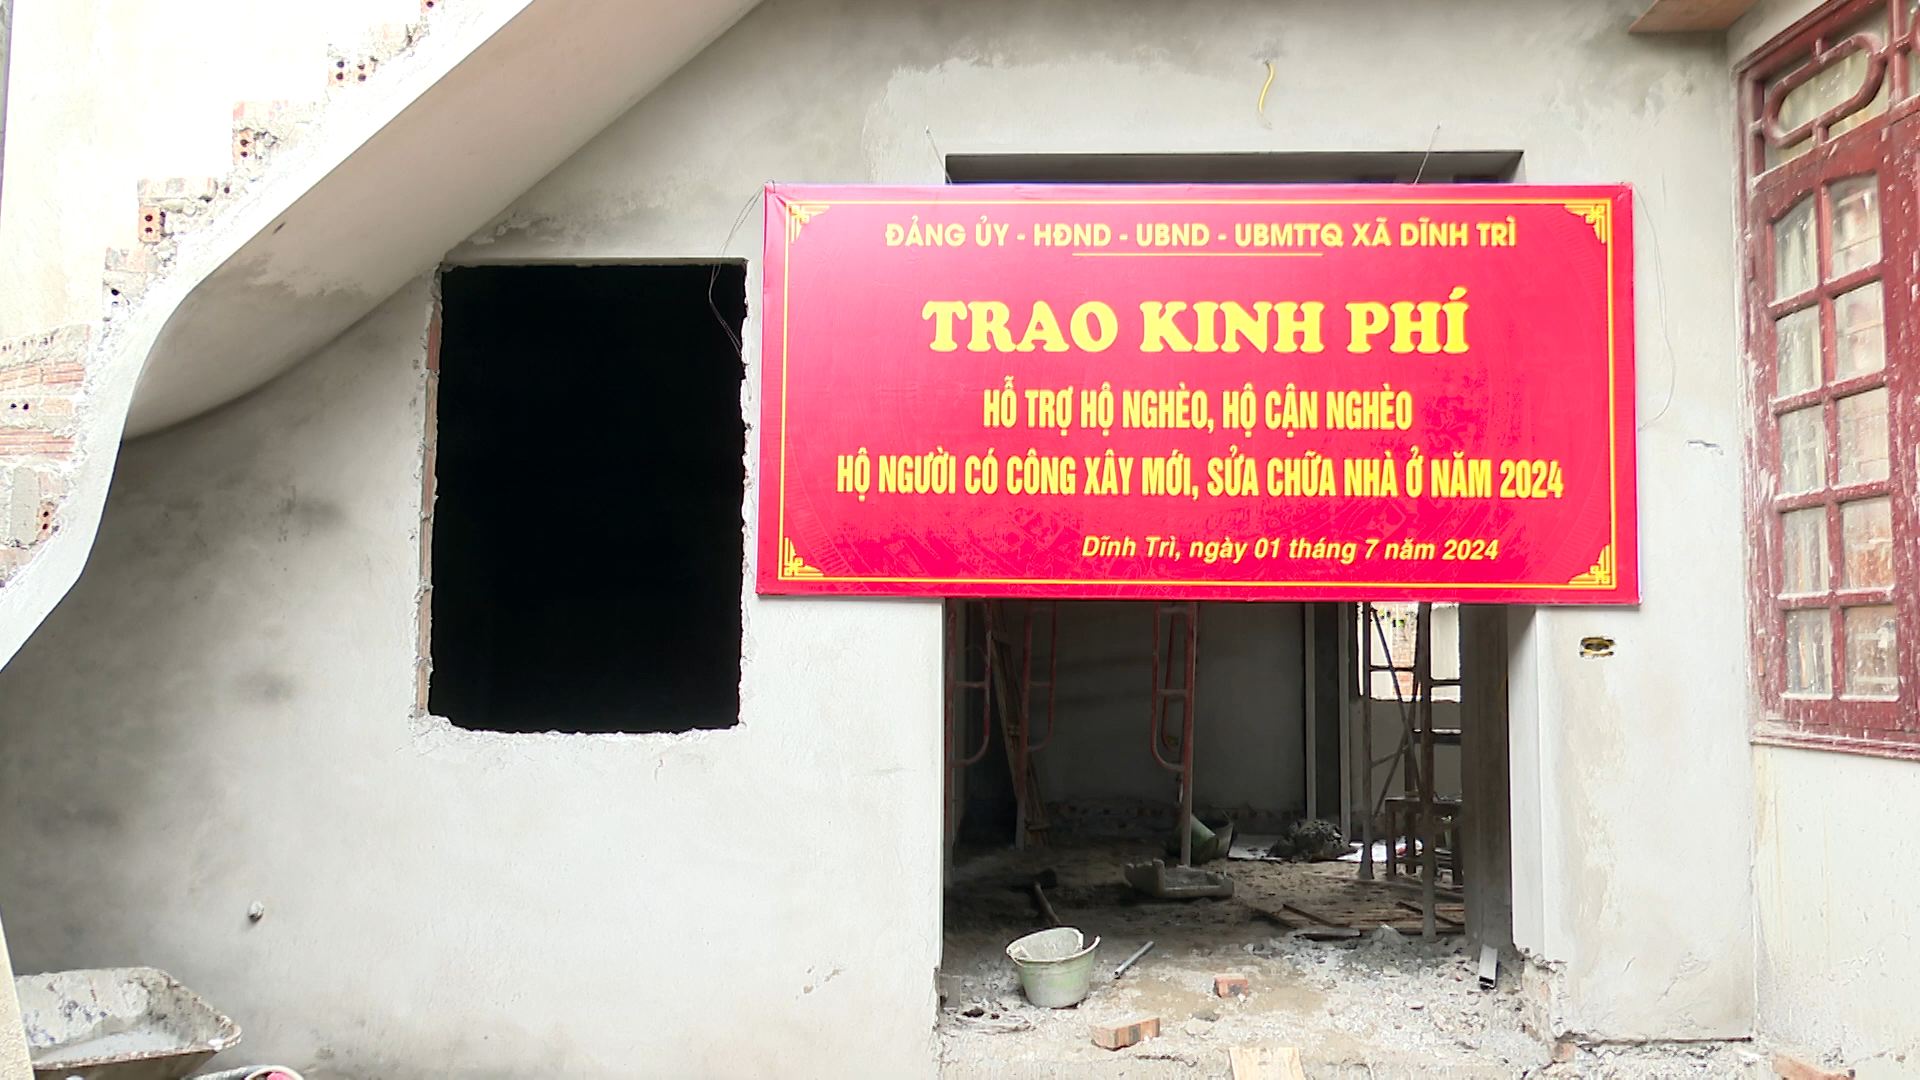 ĐẢNG ỦY - HĐND - UBND - UBMTTQ XÃ DĨNH TRÌ
TRAO KINH PHÍ
HỖ TRỢ HỘ NGHÈO, HỘ CẬN NGHÈO
HỘ NGƯỜI CÓ CÔNG XÂY MỚI, SỬA CHỮA NHÀ Ở NĂM 2024
Dĩnh Trì, ngày 01 tháng 7 năm 2024